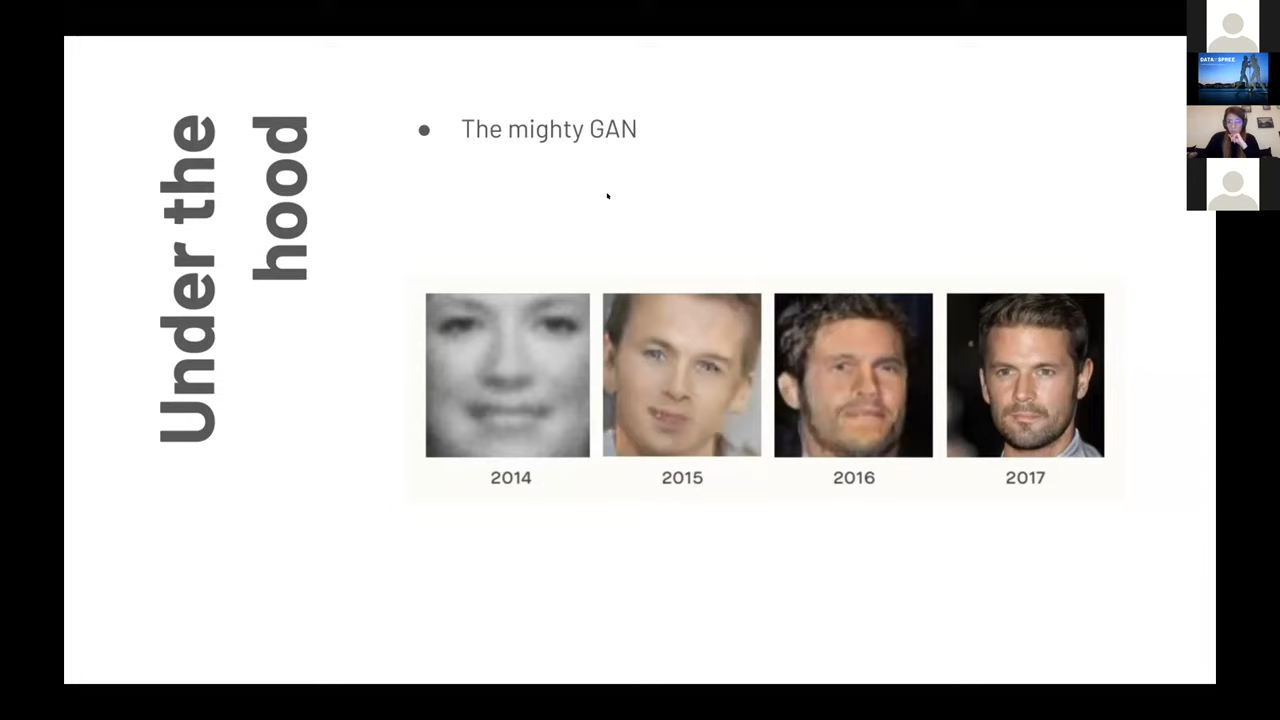 Under the
hood
● The mighty GAN
2014 2015 2016 2017
DATA SPREE